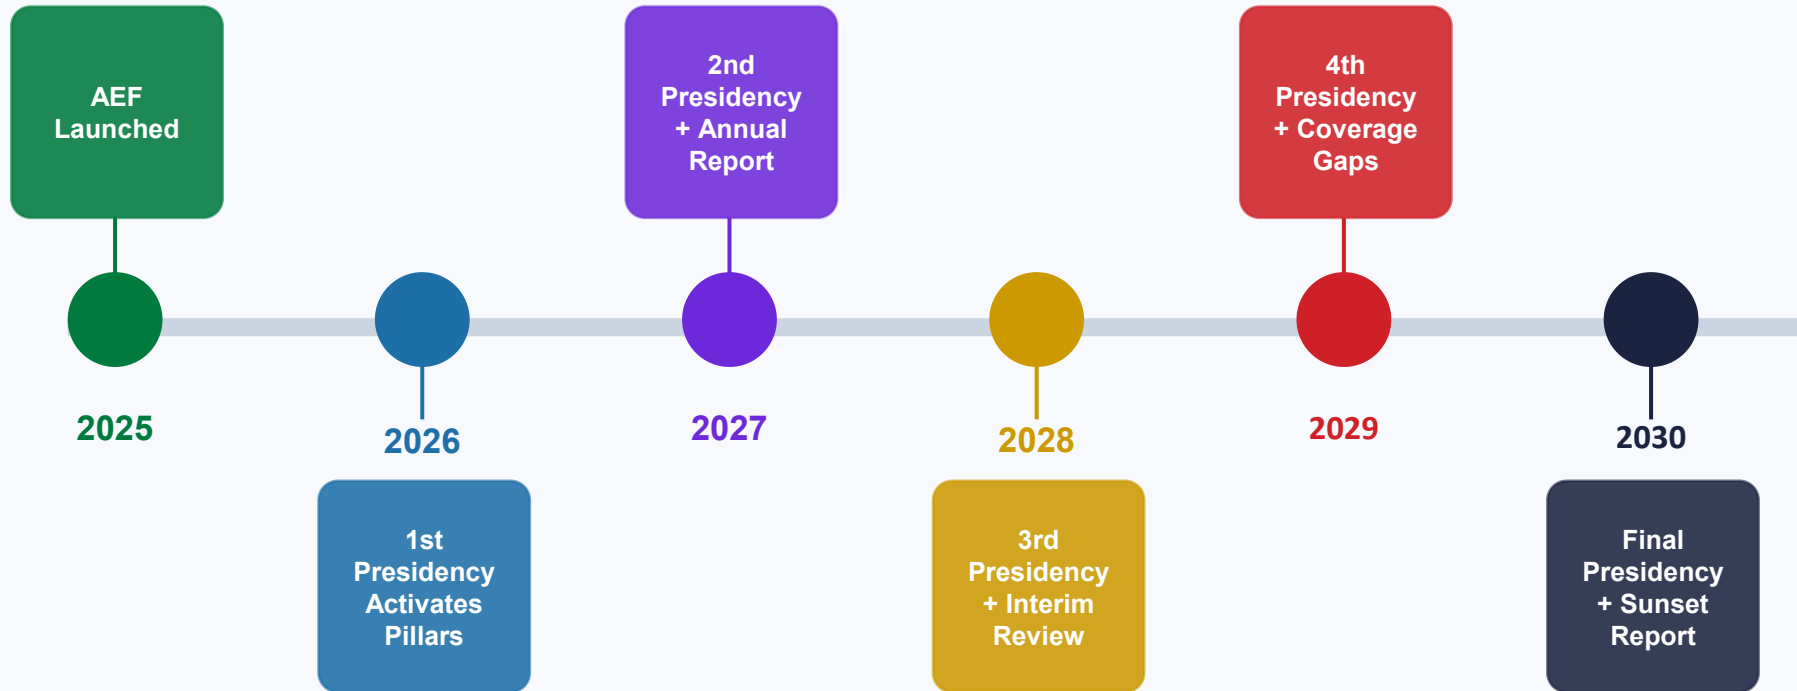 AEF
Launched
2025
2026
1st
Presidency
Activates
Pillars
2nd
Presidency
+ Annual
Report
2027
2028
3rd
Presidency
+ Interim
Review
4th
Presidency
+ Coverage
Gaps
2029
2030
Final
Presidency
+ Sunset
Report